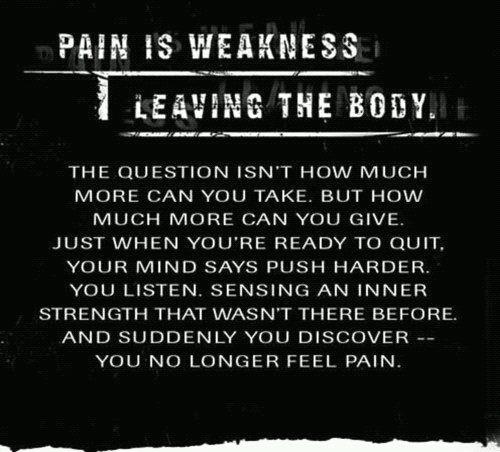 PAIN IS WEAKNESS
LEAVING THE BODY.
THE QUESTION ISN'T HOW MUCH
MORE CAN YOU TAKE. BUT HOW
MUCH MORE CAN YOU GIVE.
JUST WHEN YOU'RE READY TO QUIT,
YOUR MIND SAYS PUSH HARDER.
YOU LISTEN. SENSING AN INNER
STRENGTH THAT WASN'T THERE BEFORE.
AND SUDDENLY YOU DISCOVER --
YOU NO LONGER FEEL PAIN.